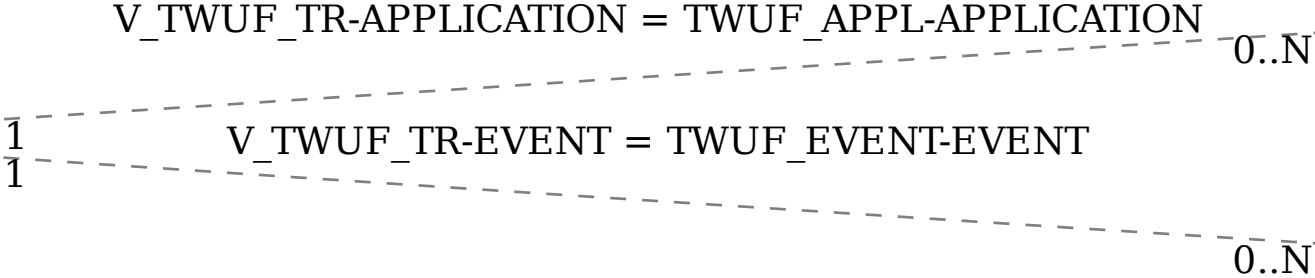 V_TWUF_TR-APPLICATION = TWUF_APPL-APPLICATION
0..N
1
V_TWUF_TR-EVENT = TWUF_EVENT-EVENT
1
0..N